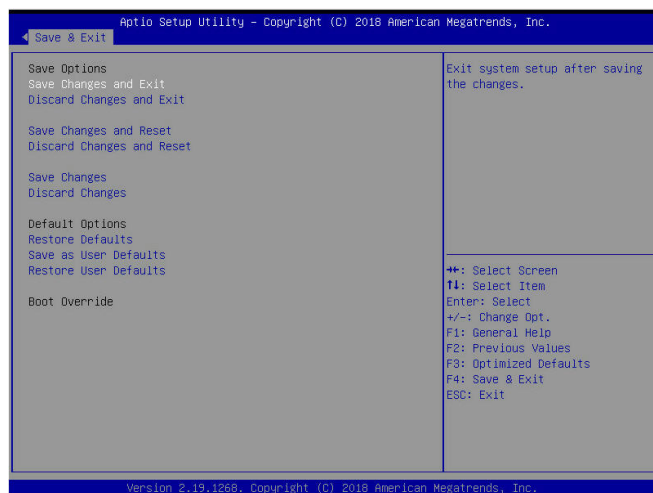 Aptio Setup Utility – Copyright (C) 2018 American Megatrends, Inc.
Save & Exit
Save Options
Save Changes and Exit
Discard Changes and Exit
Save Changes and Reset
Discard Changes and Reset
Save Changes
Discard Changes
Default Options
Restore Defaults
Save as User Defaults
Restore User Defaults
Boot Override
Exit system setup after saving
the changes.
→←: Select Screen
↑↓: Select Item
Enter: Select
+/-: Change Opt.
F1: General Help
F2: Previous Values
F3: Optimized Defaults
F4: Save & Exit
ESC: Exit
Version 2.19.1268. Copyright (C) 2018 American Megatrends, Inc.